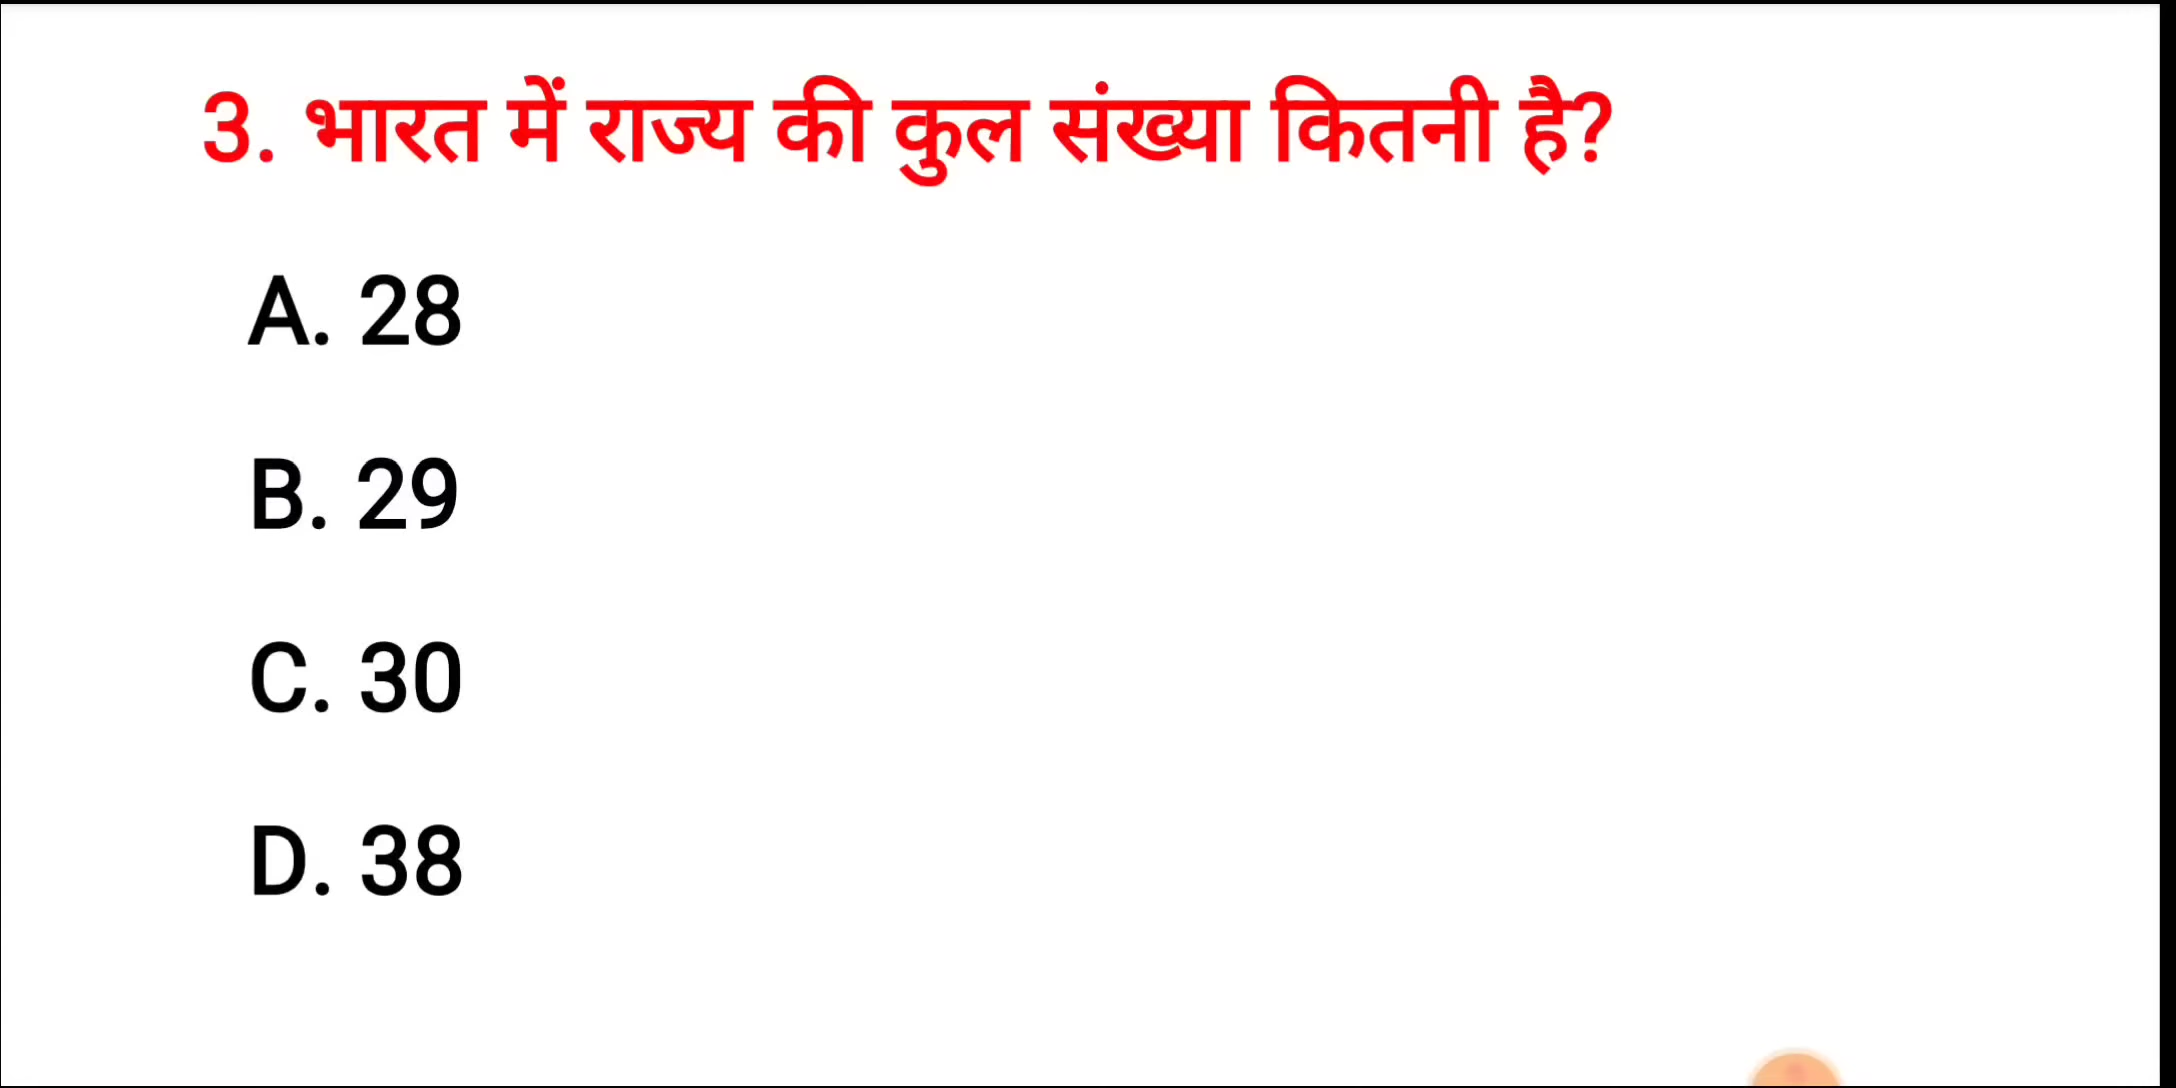 3. भारत में राज्य की कुल संख्या कितनी है?
A. 28
B. 29
C. 30
D. 38